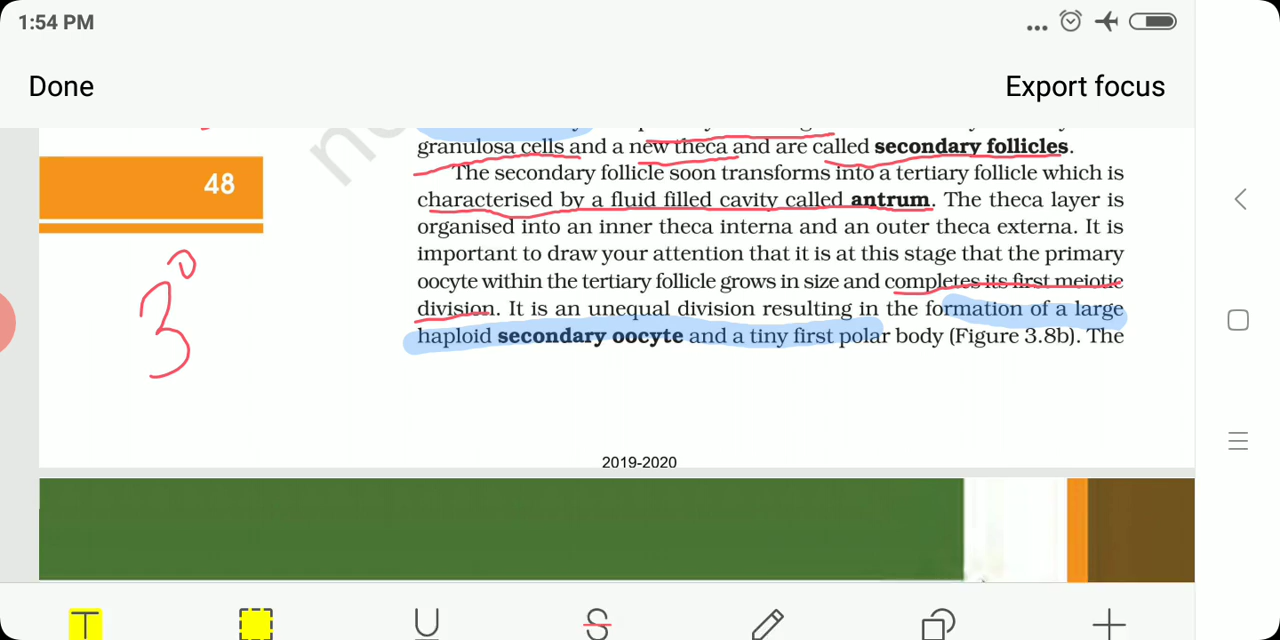 1:54 PM
Done
Export focus
granulosa cells and a new theca and are called secondary follicles.
The secondary follicle soon transforms into a tertiary follicle which is
characterised by a fluid filled cavity called antrum. The theca layer is
organised into an inner theca interna and an outer theca externa. It is
important to draw your attention that it is at this stage that the primary
oocyte within the tertiary follicle grows in size and completes its first meiotic
division. It is an unequal division resulting in the formation of a large
haploid secondary oocyte and a tiny first polar body (Figure 3.8b). The
48
3°
2019-2020
T
U
S